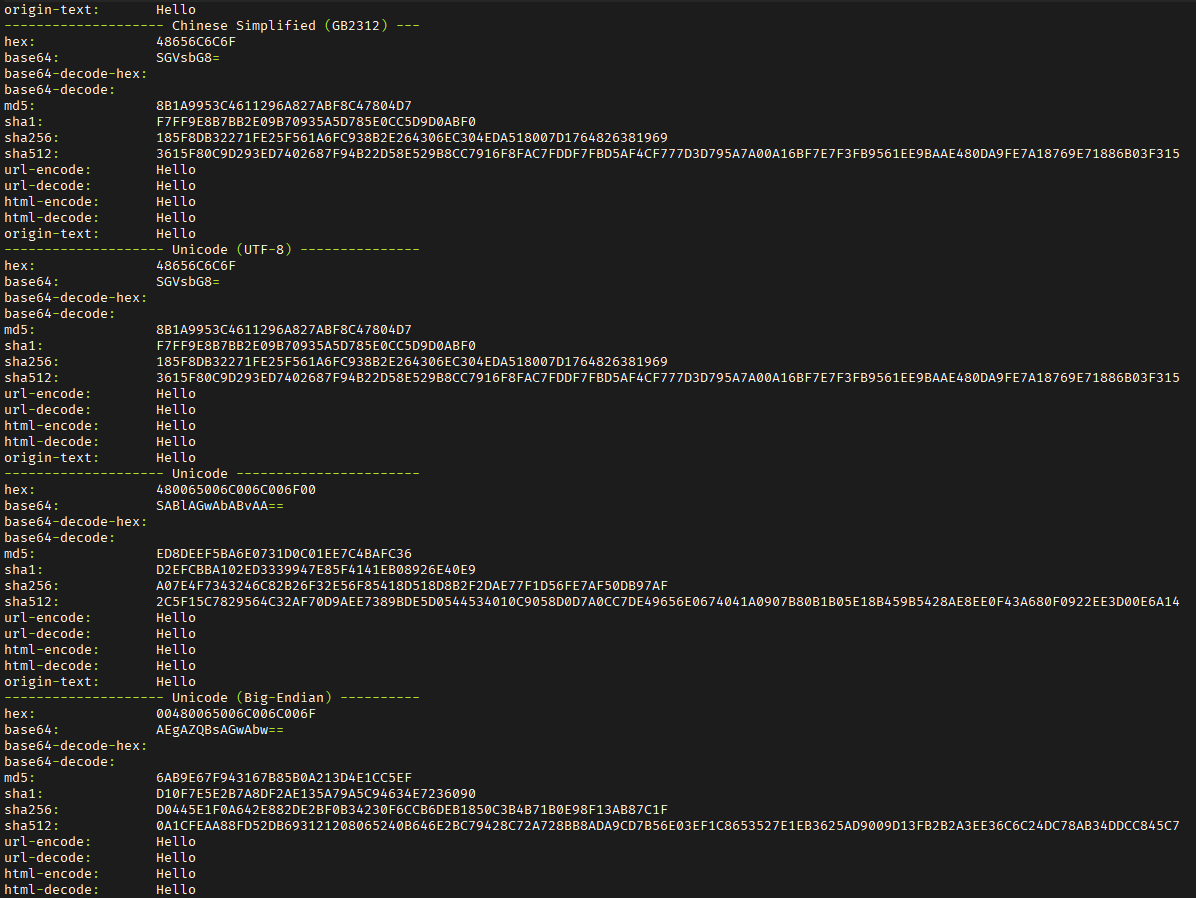 origin-text: Hello
-------------------- Chinese Simplified (GB2312) ---
hex: 48656C6C6F
base64: SGVsbG8=
base64-decode-hex:
base64-decode:
md5: 8B1A9953C4611296A827ABF8C47804D7
sha1: F7FF9E8B7BB2E09B70935A5D785E0CC5D9D0ABF0
sha256: 185F8DB32271FE25F561A6FC938B2E264306EC304EDA518007D1764826381969
sha512: 3615F80C9D293ED7402687F94B22D58E529B8CC7916F8FAC7FDDF7FBD5AF4CF777D3D795A7A00A16BF7E7F3FB9561EE9BAAE480DA9FE7A18769E71886B03F315
url-encode: Hello
url-decode: Hello
html-encode: Hello
html-decode: Hello
origin-text: Hello
-------------------- Unicode (UTF-8) ---------------
hex: 48656C6C6F
base64: SGVsbG8=
base64-decode-hex:
base64-decode:
md5: 8B1A9953C4611296A827ABF8C47804D7
sha1: F7FF9E8B7BB2E09B70935A5D785E0CC5D9D0ABF0
sha256: 185F8DB32271FE25F561A6FC938B2E264306EC304EDA518007D1764826381969
sha512: 3615F80C9D293ED7402687F94B22D58E529B8CC7916F8FAC7FDDF7FBD5AF4CF777D3D795A7A00A16BF7E7F3FB9561EE9BAAE480DA9FE7A18769E71886B03F315
url-encode: Hello
url-decode: Hello
html-encode: Hello
html-decode: Hello
origin-text: Hello
-------------------- Unicode -----------------------
hex: 480065006C006C006F00
base64: SABlAGwAbABvAA==
base64-decode-hex:
base64-decode:
md5: ED8DEEF5BA6E0731D0C01EE7C4BAFC36
sha1: D2EFCBBA102ED3339947E85F4141EB08926E40E9
sha256: A07E4F7343246C82B26F32E56F85418D518D8B2F2DAE77F1D56FE7AF50DB97AF
sha512: 2C5F15C7829564C32AF70D9AEE7389BDE5D0544534010C9058D0D7A0CC7DE49656E0674041A0907B80B1B05E18B459B5428AE8EE0F43A680F0922EE3D00E6A14
url-encode: Hello
url-decode: Hello
html-encode: Hello
html-decode: Hello
origin-text: Hello
-------------------- Unicode (Big-Endian) ----------
hex: 00480065006C006C006F
base64: AEgAZQBsAGwAbw==
base64-decode-hex:
base64-decode:
md5: 6AB9E67F943167B85B0A213D4E1CC5EF
sha1: D10F7E5E2B7A8DF2AE135A79A5C94634E7236090
sha256: D0445E1F0A642E882DE2BF0B34230F6CCB6DEB1850C3B4B71B0E98F13AB87C1F
sha512: 0A1CFEAA88FD52DB693121208065240B646E2BC79428C72A728BB8ADA9CD7B56E03EF1C8653527E1EB3625AD9009D13FB2B2A3EE36C6C24DC78AB34DDCC845C7
url-encode: Hello
url-decode: Hello
html-encode: Hello
html-decode: Hello